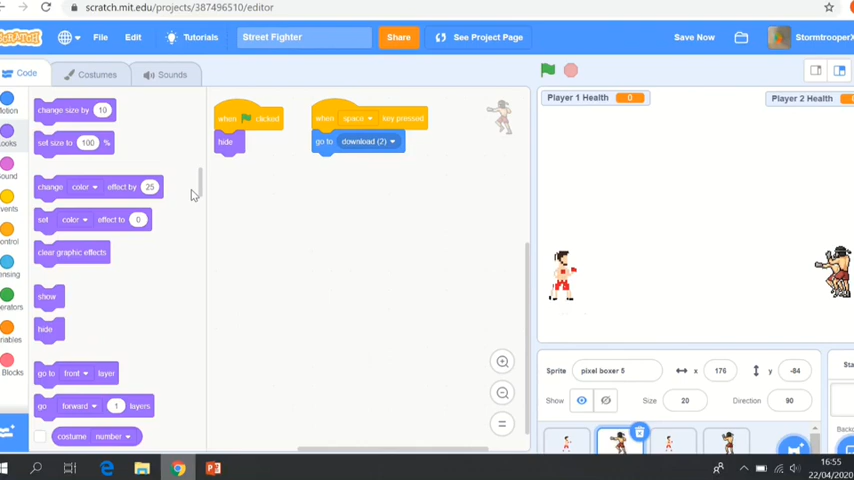 scratch.mit.edu/projects/387496510/editor
SCRATCH File Edit Tutorials Street Fighter Share See Project Page Save Now StormtrooperX
Code Costumes Sounds
Motion
Looks
Sound
Events
Control
Sensing
Operators
Variables
My Blocks
change size by 10
set size to 100 %
change color effect by 25
set color effect to 0
clear graphic effects
show
hide
go to front layer
go forward 1 layers
costume number
when clicked
hide
when space key pressed
go to download (2)
Player 1 Health 0
Player 2 Health
Sprite pixel boxer 5 x 176 y -84
Show Size 20 Direction 90
Sta
Backg
16:55
22/04/2020